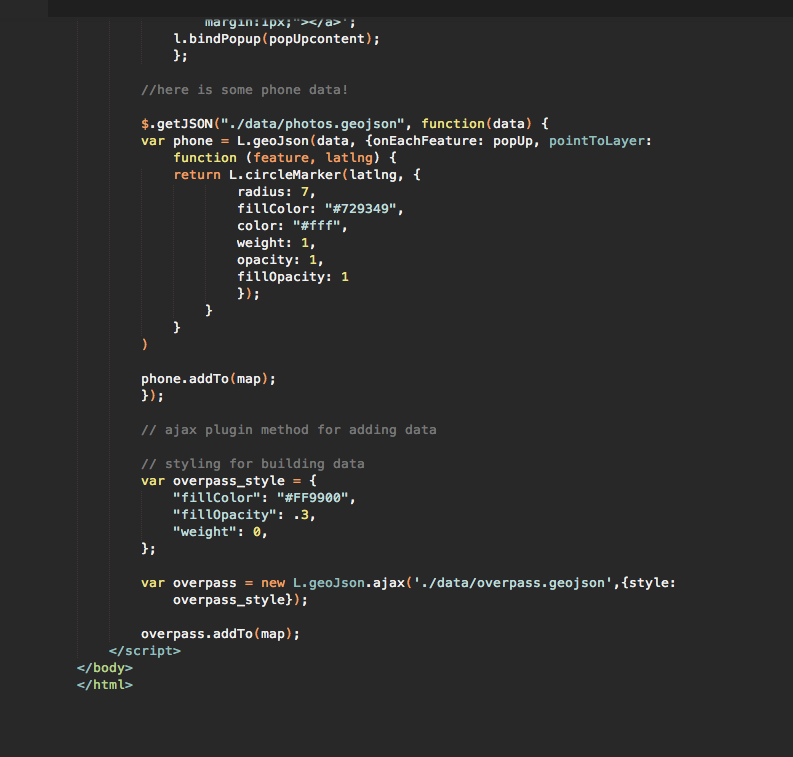 margin:1px;"></a>';
l.bindPopup(popUpcontent);
};
//here is some phone data!
$.getJSON("./data/photos.geojson", function(data) {
var phone = L.geoJson(data, {onEachFeature: popUp, pointToLayer:
function (feature, latlng) {
return L.circleMarker(latlng, {
radius: 7,
fillColor: "#729349",
color: "#fff",
weight: 1,
opacity: 1,
fillOpacity: 1
});
}
}
)
phone.addTo(map);
});
// ajax plugin method for adding data
// styling for building data
var overpass_style = {
"fillColor": "#FF9900",
"fillOpacity": .3,
"weight": 0,
};
var overpass = new L.geoJson.ajax('./data/overpass.geojson',{style:
overpass_style});
overpass.addTo(map);
</script>
</body>
</html>